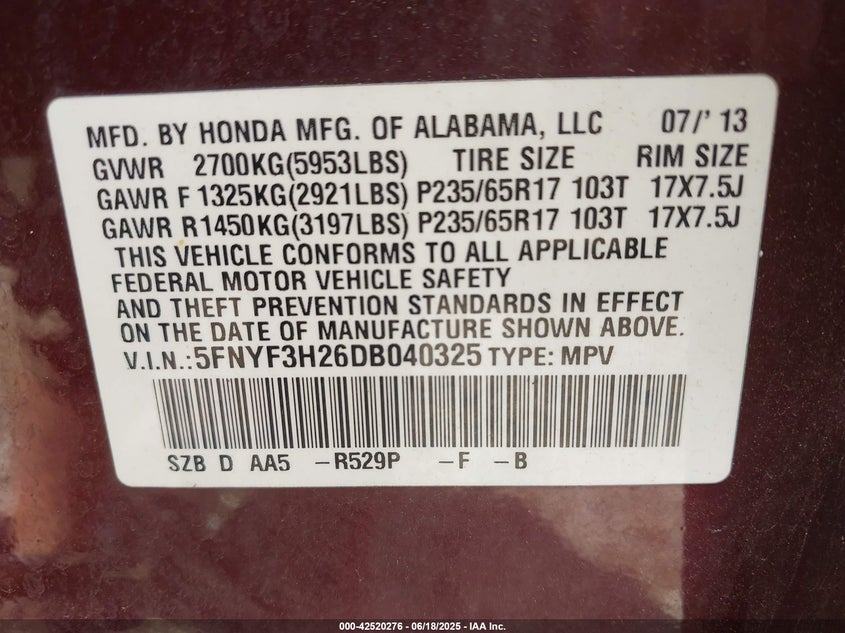 MFD. BY HONDA MFG. OF ALABAMA, LLC 07/' 13
GVWR 2700KG(5953LBS) TIRE SIZE RIM SIZE
GAWR F 1325KG(2921LBS) P235/65R17 103T 17X7.5J
GAWR R1450KG(3197LBS) P235/65R17 103T 17X7.5J
THIS VEHICLE CONFORMS TO ALL APPLICABLE
FEDERAL MOTOR VEHICLE SAFETY
AND THEFT PREVENTION STANDARDS IN EFFECT
ON THE DATE OF MANUFACTURE SHOWN ABOVE.
V.I.N.:5FNYF3H26DB040325 TYPE: MPV
SZB D AA5 -R529P -F -B
000-42520276 - 06/18/2025 - IAA Inc.